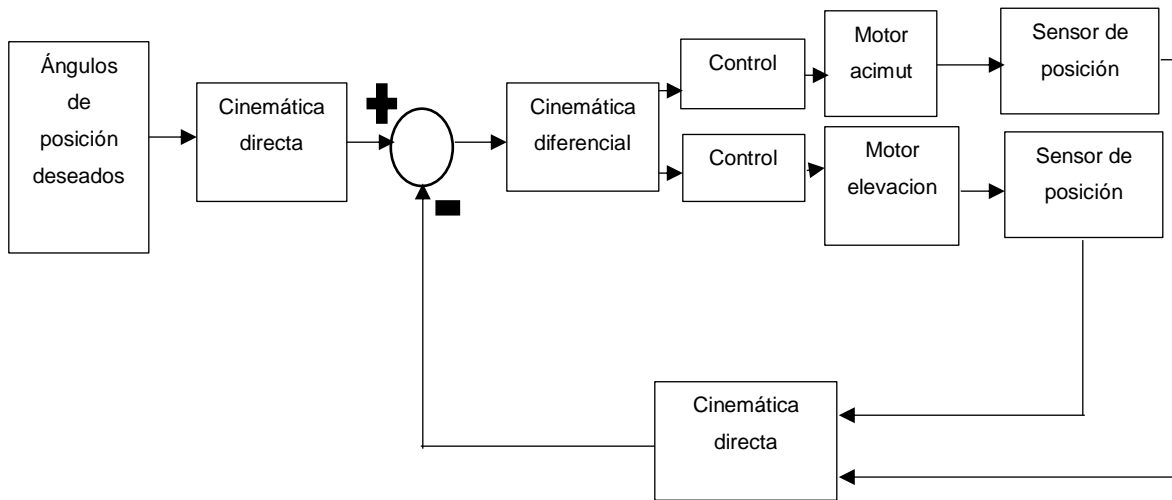 Ángulos
de
posición
deseados
Cinemática
directa
Cinemática
diferencial
Control
Motor
acimut
Sensor de
posición
Control
Motor
elevacion
Sensor de
posición
Cinemática
directa